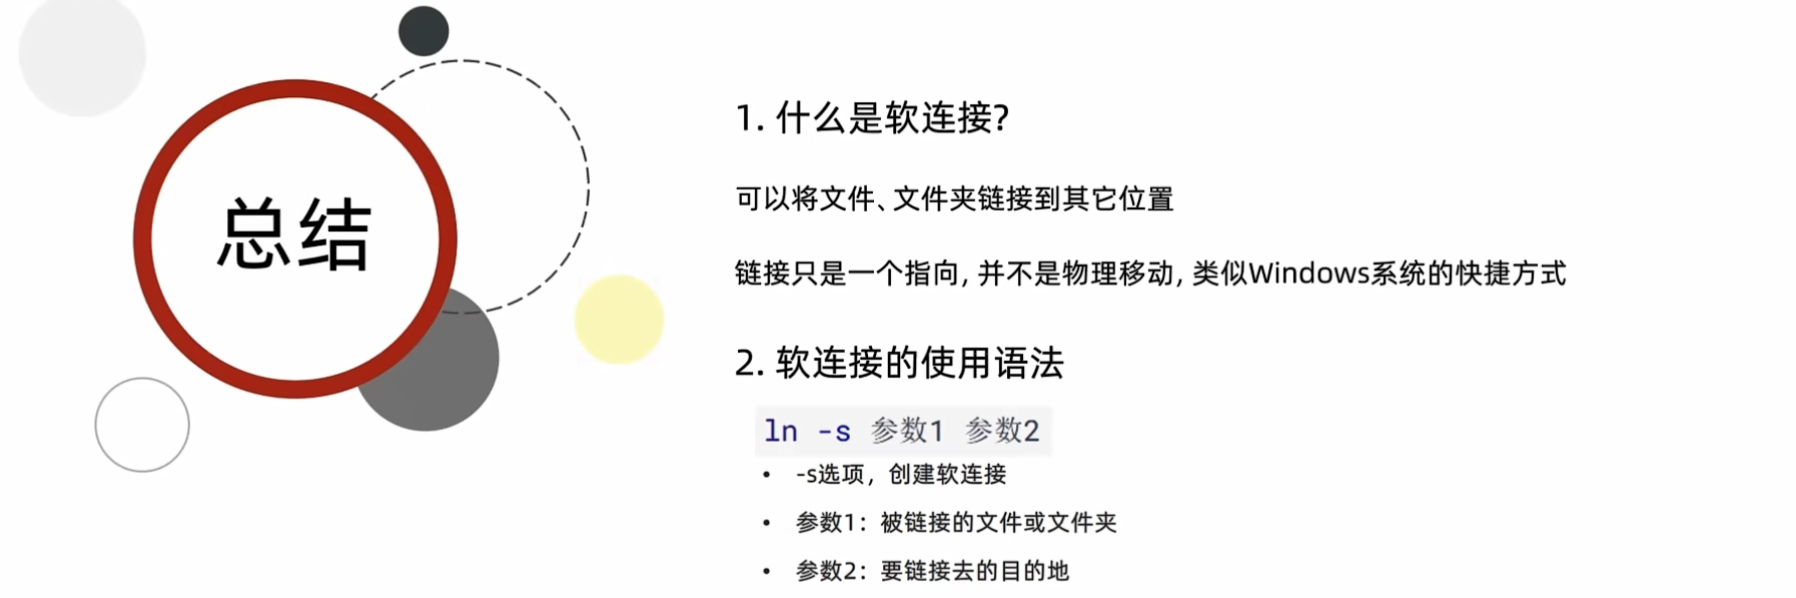 总结
1. 什么是软连接?
可以将文件、文件夹链接到其它位置
链接只是一个指向, 并不是物理移动, 类似Windows系统的快捷方式
2. 软连接的使用语法
ln -s 参数1 参数2
• -s选项，创建软连接
• 参数1：被链接的文件或文件夹
• 参数2：要链接去的目的地